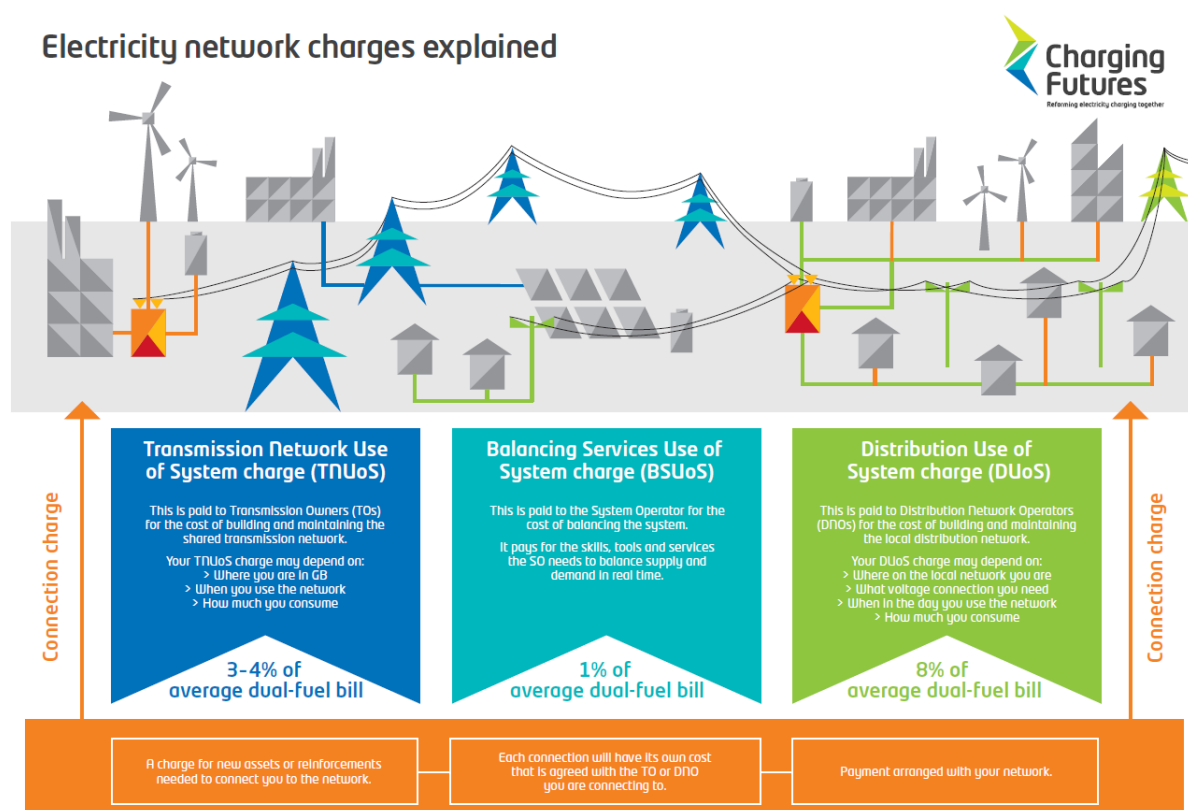 Electricity network charges explained
Charging
Futures
Reforming electricity charging together
Connection charge
Transmission Network Use
of System charge (TNUoS)
This is paid to Transmission Owners (TOs)
for the cost of building and maintaining the
shared transmission network.
Your TNUoS charge may depend on:
> Where you are in GB
> When you use the network
> How much you consume
3-4% of
average dual-fuel bill
Balancing Services Use of
System charge (BSUoS)
This is paid to the System Operator for the
cost of balancing the system.
It pays for the skills, tools and services
the SO needs to balance supply and
demand in real time.
1% of
average dual-fuel bill
Distribution Use of
System charge (DUoS)
This is paid to Distribution Network Operators
(DNOs) for the cost of building and maintaining
the local distribution network.
Your DUoS charge may depend on:
> Where on the local network you are
> What voltage connection you need
> When in the day you use the network
> How much you consume
8% of
average dual-fuel bill
Connection charge
A charge for new assets or reinforcements
needed to connect you to the network.
Each connection will have its own cost
that is agreed with the TO or DNO
you are connecting to.
Payment arranged with your network.